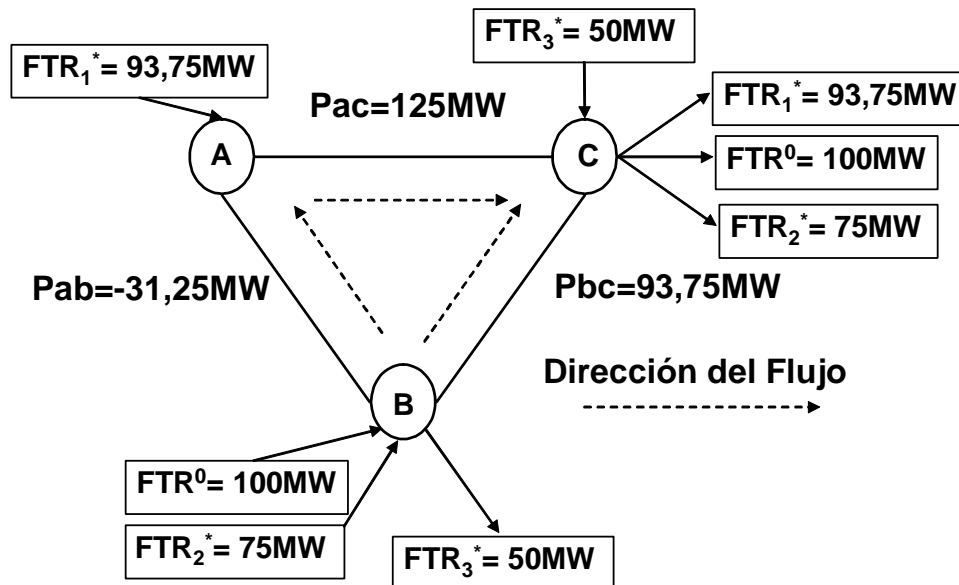 FTR₃*= 50MW
FTR₁*= 93,75MW
FTR₁*= 93,75MW
Pac=125MW
A
C
FTR⁰= 100MW
FTR₂*= 75MW
Pab=-31,25MW
Pbc=93,75MW
Dirección del Flujo
B
FTR⁰= 100MW
FTR₂*= 75MW
FTR₃*= 50MW